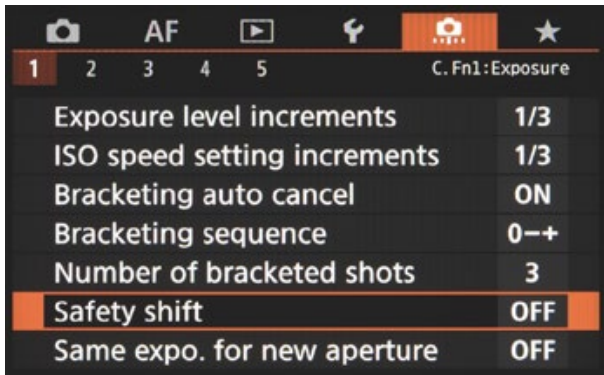 AF
1 2 3 4 5 C.Fn1:Exposure
Exposure level increments 1/3
ISO speed setting increments 1/3
Bracketing auto cancel ON
Bracketing sequence 0-+
Number of bracketed shots 3
Safety shift OFF
Same expo. for new aperture OFF